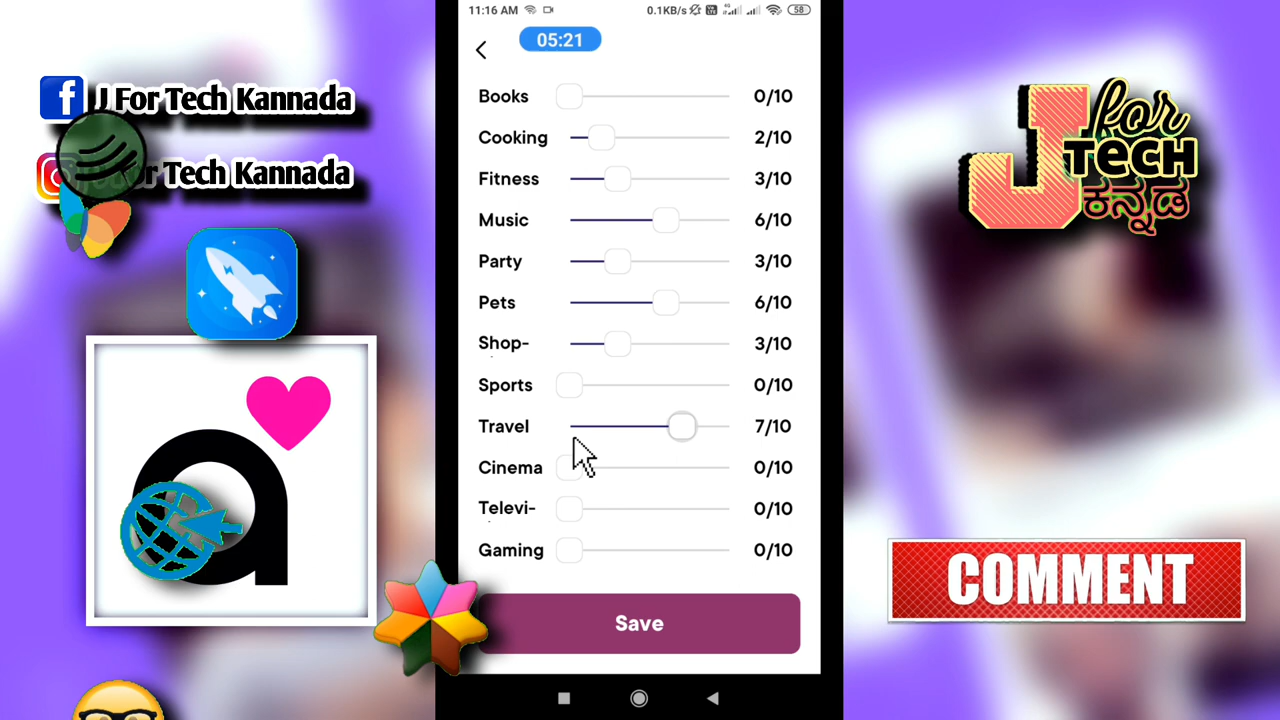 J For Tech Kannada
For Tech Kannada
11:16 AM
0.1KB/s
58
05:21
Books 0/10
Cooking 2/10
Fitness 3/10
Music 6/10
Party 3/10
Pets 6/10
Shop- 3/10
Sports 0/10
Travel 7/10
Cinema 0/10
Televi- 0/10
Gaming 0/10
Save
J for
TECH
ಕನ್ನಡ
COMMENT